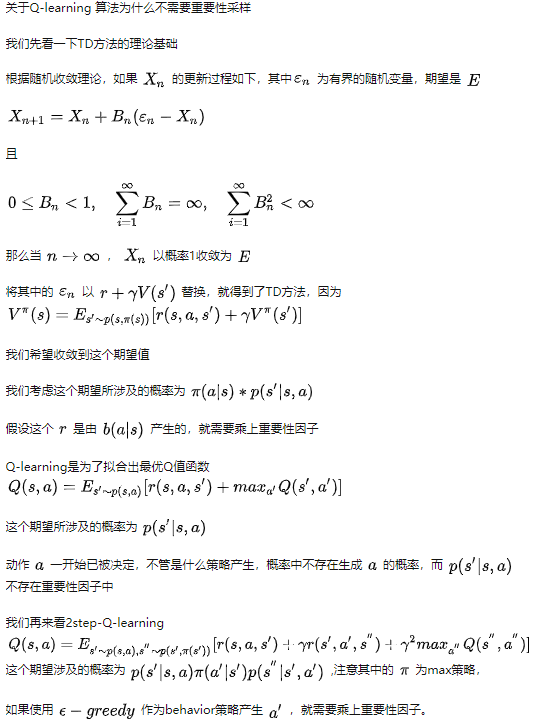 关于Q-learning 算法为什么不需要重要性采样
我们先看一下TD方法的理论基础
根据随机收敛理论，如果 $X_n$ 的更新过程如下，其中 $\varepsilon_n$ 为有界的随机变量，期望是 $E$
$X_{n+1} = X_n + B_n(\varepsilon_n - X_n)$
且
$0 \leq B_n < 1, \quad \sum_{i=1}^{\infty} B_n = \infty, \quad \sum_{i=1}^{\infty} B_n^2 < \infty$
那么当 $n \to \infty$ ， $X_n$ 以概率1收敛为 $E$
将其中的 $\varepsilon_n$ 以 $r + \gamma V(s')$ 替换，就得到了TD方法，因为
$V^{\pi}(s) = E_{s' \sim p(s,\pi(s))}[r(s,a,s') + \gamma V^{\pi}(s')]$
我们希望收敛到这个期望值
我们考虑这个期望所涉及的概率为 $\pi(a|s) * p(s'|s,a)$
假设这个 $r$ 是由 $b(a|s)$ 产生的，就需要乘上重要性因子
Q-learning是为了拟合出最优Q值函数
$Q(s,a) = E_{s' \sim p(s,a)}[r(s,a,s') + max_{a'}Q(s',a')]$
这个期望所涉及的概率为 $p(s'|s,a)$
动作 $a$ 一开始已被决定，不管是什么策略产生，概率中不存在生成 $a$ 的概率，而 $p(s'|s,a)$
不存在重要性因子中
我们再来看2step-Q-learning
$Q(s,a) = E_{s' \sim p(s,a),s'' \sim p(s',\pi(s'))}[r(s,a,s') + \gamma r(s',a',s'') + \gamma^2 max_{a''}Q(s'',a'')]$
这个期望涉及的概率为 $p(s'|s,a)\pi(a'|s')p(s''|s',a')$ ,注意其中的 $\pi$ 为max策略，
如果使用 $\epsilon - greedy$ 作为behavior策略产生 $a'$ ，就需要乘上重要性因子。